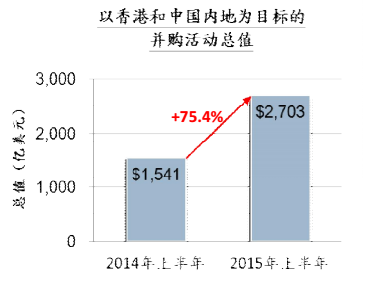 以香港和中国内地为目标的
并购活动总值
总值（亿美元）
3,000
2,000
1,000
0
+75.4%
$1,541
$2,703
2014年上半年
2015年上半年